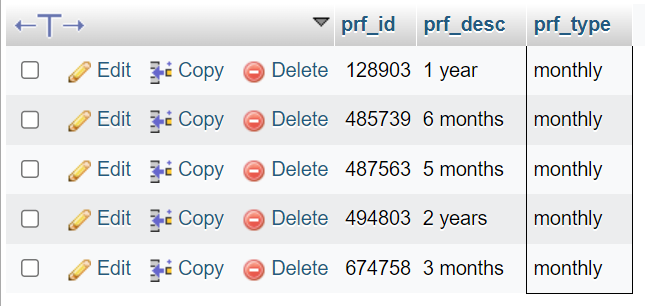 prf_id prf_desc prf_type
Edit Copy Delete 128903 1 year monthly
Edit Copy Delete 485739 6 months monthly
Edit Copy Delete 487563 5 months monthly
Edit Copy Delete 494803 2 years monthly
Edit Copy Delete 674758 3 months monthly